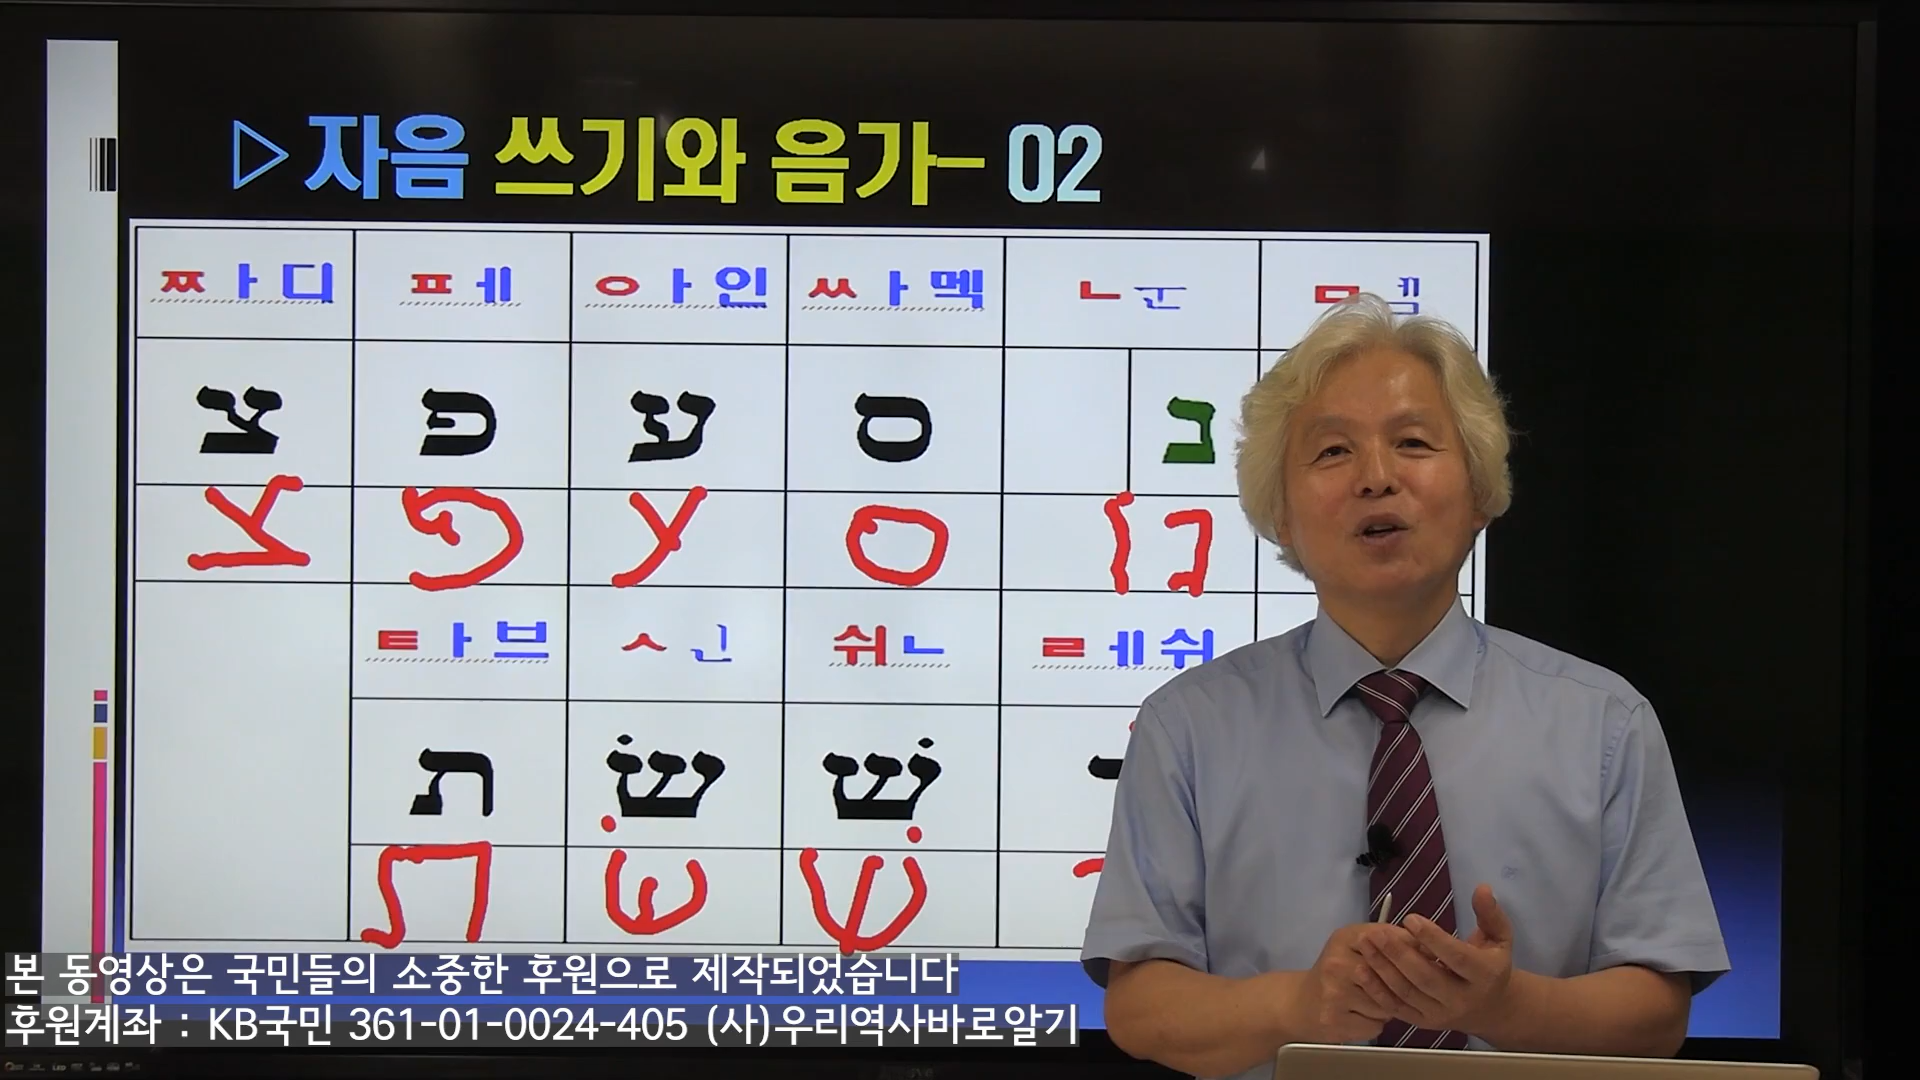 ▷자음 쓰기와 음가- 02
ㅉㅏ디 ㅍㅔ ㅇㅏ인 ㅆㅏ멕 ㄴ눈
צ פ ע ס נ
צ פ ע ס ן נ
ㅌㅏ브 ㅅ신 쉬ㄴ ㄹㅔ쉬
ת שׂ שׁ
ת שׂ שׁ
본 동영상은 국민들의 소중한 후원으로 제작되었습니다
후원계좌 : KB국민 361-01-0024-405 (사)우리역사바로알기